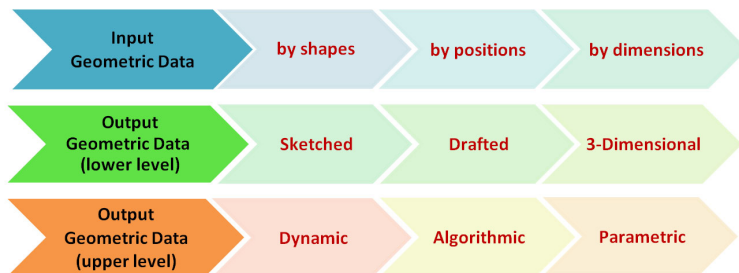 Input
Geometric Data
by shapes
by positions
by dimensions
Output
Geometric Data
(lower level)
Sketched
Drafted
3-Dimensional
Output
Geometric Data
(upper level)
Dynamic
Algorithmic
Parametric